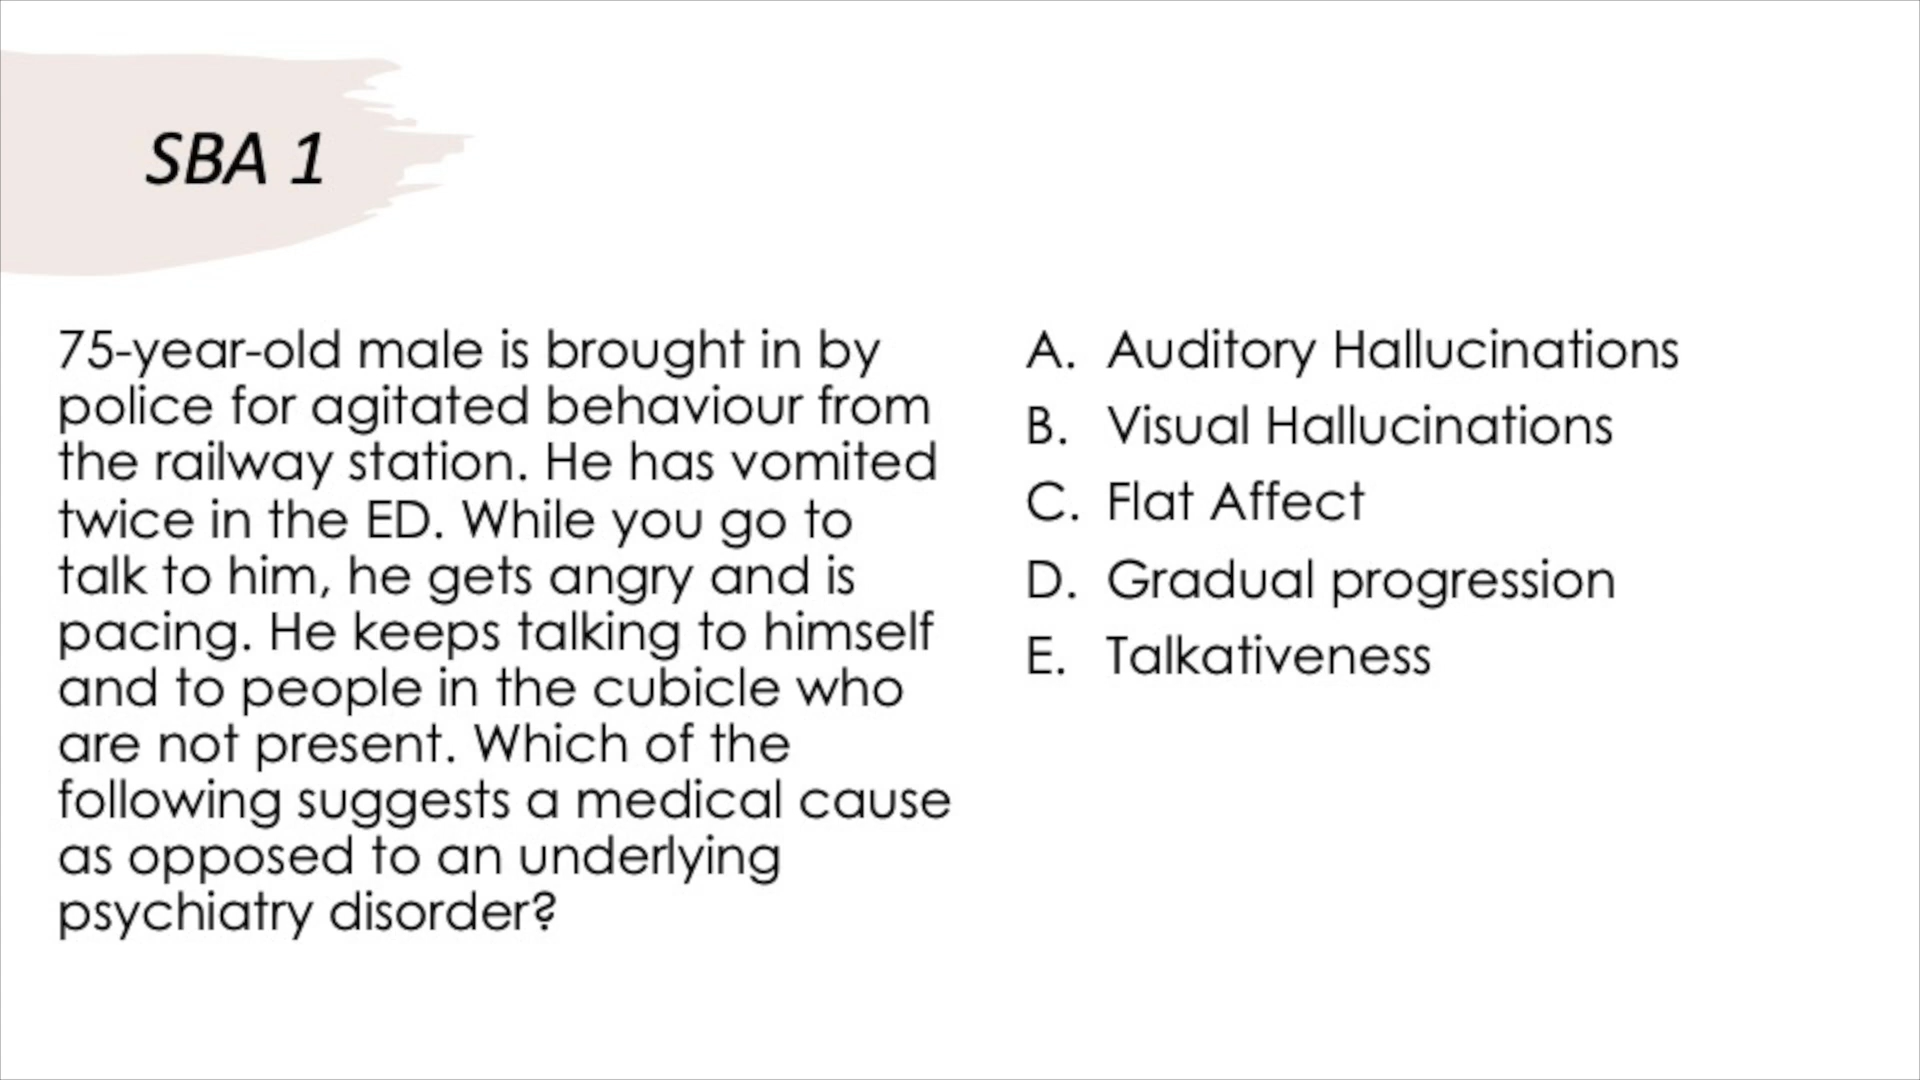 SBA 1
75-year-old male is brought in by
police for agitated behaviour from
the railway station. He has vomited
twice in the ED. While you go to
talk to him, he gets angry and is
pacing. He keeps talking to himself
and to people in the cubicle who
are not present. Which of the
following suggests a medical cause
as opposed to an underlying
psychiatry disorder?
A. Auditory Hallucinations
B. Visual Hallucinations
C. Flat Affect
D. Gradual progression
E. Talkativeness